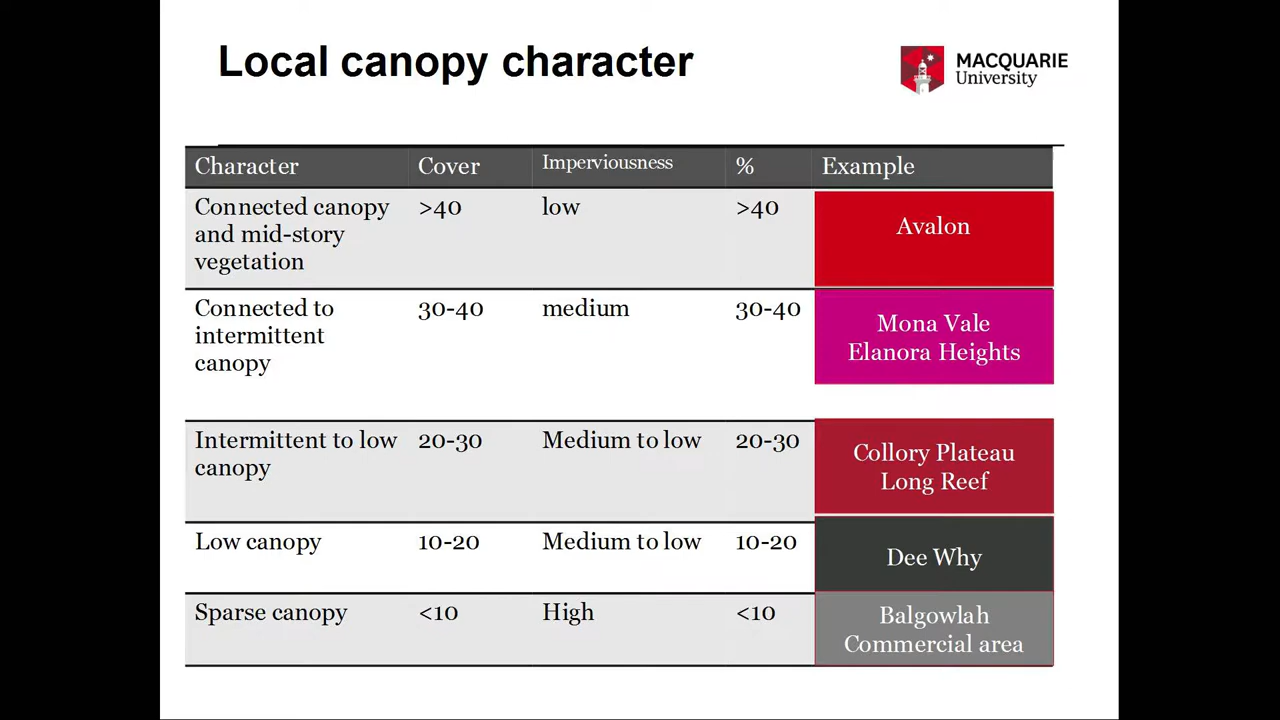 Local canopy character
MACQUARIE
University
Character Cover Imperviousness % Example
Connected canopy >40 low >40 Avalon
and mid-story
vegetation
Connected to 30-40 medium 30-40 Mona Vale
intermittent Elanora Heights
canopy
Intermittent to low 20-30 Medium to low 20-30 Collory Plateau
canopy Long Reef
Low canopy 10-20 Medium to low 10-20 Dee Why
Sparse canopy <10 High <10 Balgowlah
Commercial area